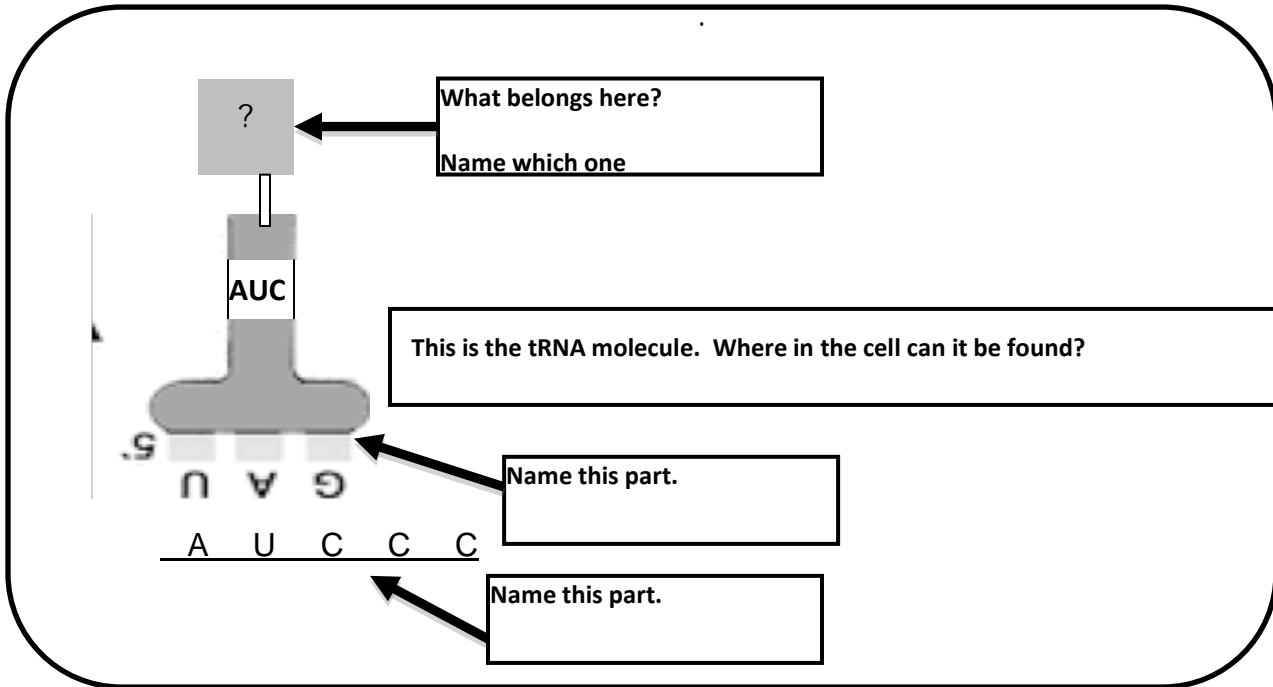 .
?
What belongs here?
Name which one
AUC
This is the tRNA molecule. Where in the cell can it be found?
5'
U A G
Name this part.
A U C C C
Name this part.